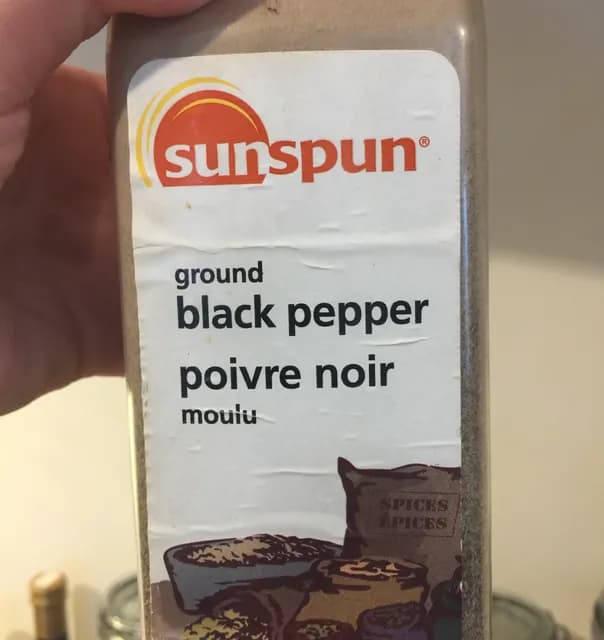 sunspun®
ground
black pepper
poivre noir
moulu
SPICES
ÉPICES